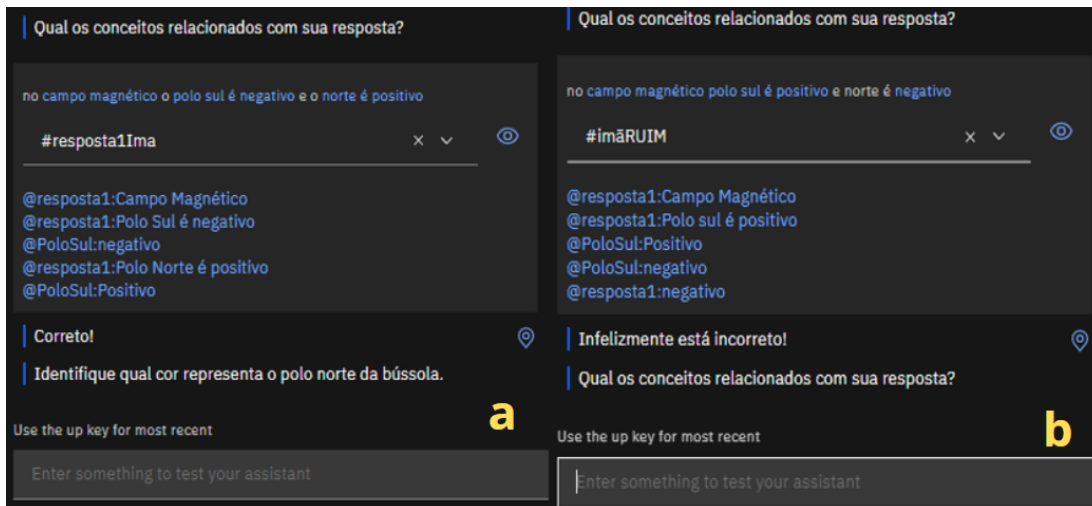 Qual os conceitos relacionados com sua resposta?
no campo magnético o polo sul é negativo e o norte é positivo
#resposta1Ima
@resposta1:Campo Magnético
@resposta1:Polo Sul é negativo
@PoloSul:negativo
@resposta1:Polo Norte é positivo
@PoloSul:Positivo
Correto!
Identifique qual cor representa o polo norte da bússola.
a
Use the up key for most recent
Enter something to test your assistant
Qual os conceitos relacionados com sua resposta?
no campo magnético polo sul é positivo e norte é negativo
#imãRUIM
@resposta1:Campo Magnético
@resposta1:Polo sul é positivo
@PoloSul:Positivo
@PoloSul:negativo
@resposta1:negativo
Infelizmente está incorreto!
Qual os conceitos relacionados com sua resposta?
b
Use the up key for most recent
Enter something to test your assistant